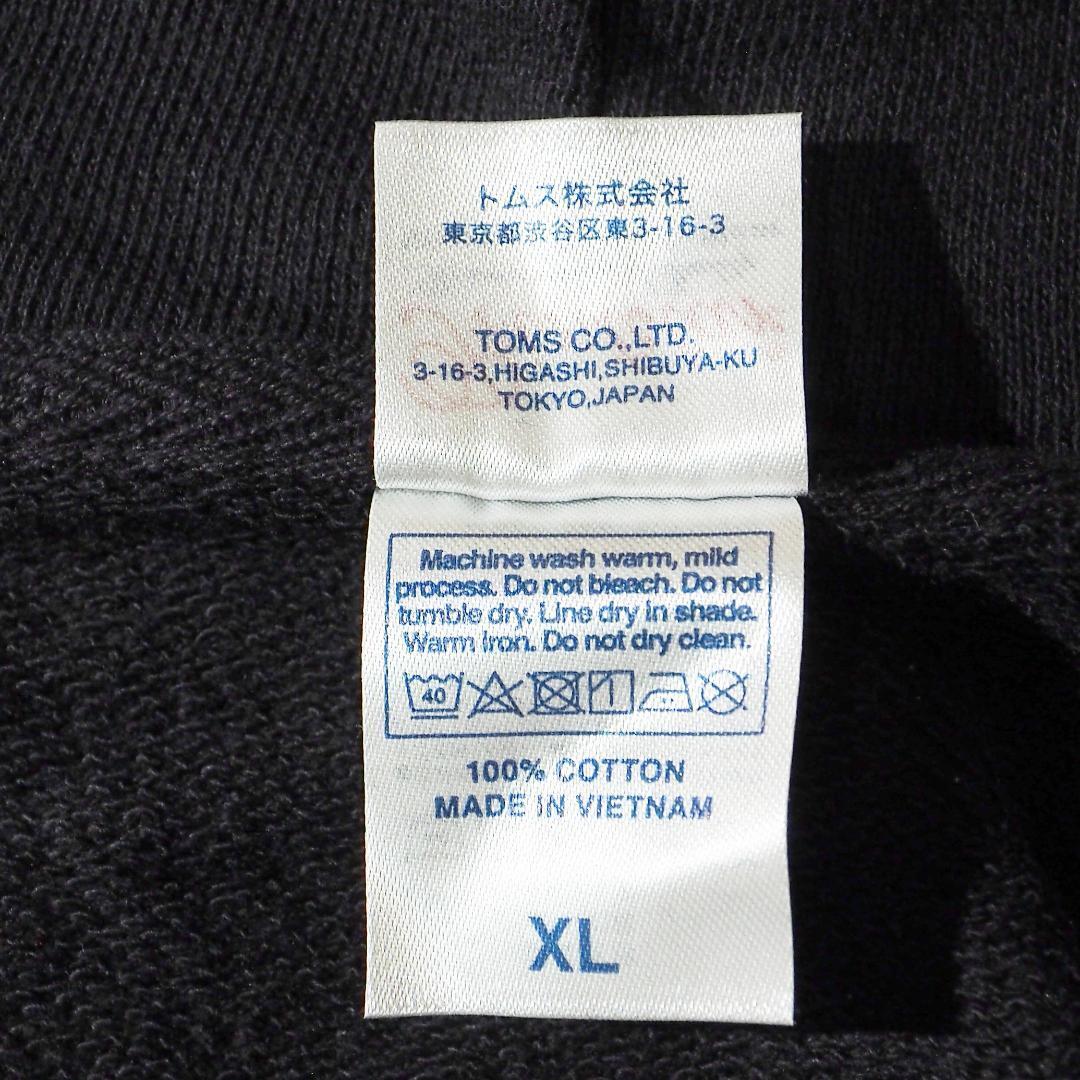 トムス株式会社
東京都渋谷区東3-16-3
TOMS CO.,LTD.
3-16-3,HIGASHI,SHIBUYA-KU
TOKYO,JAPAN
Machine wash warm, mild
process. Do not bleach. Do not
tumble dry. Line dry in shade.
Warm iron. Do not dry clean.
40
100% COTTON
MADE IN VIETNAM
XL